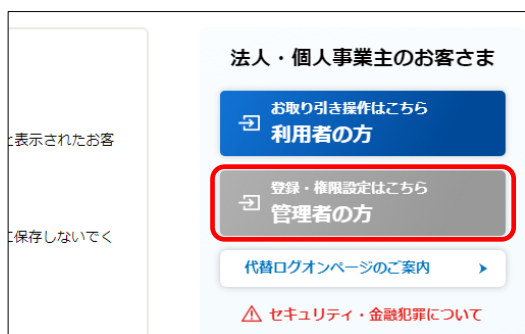 法人・個人事業主のお客さま
お取り引き操作はこちら
利用者の方
と表示されたお客
登録・権限設定はこちら
管理者の方
に保存しないでく
代替ログオンページのご案内
セキュリティ・金融犯罪について